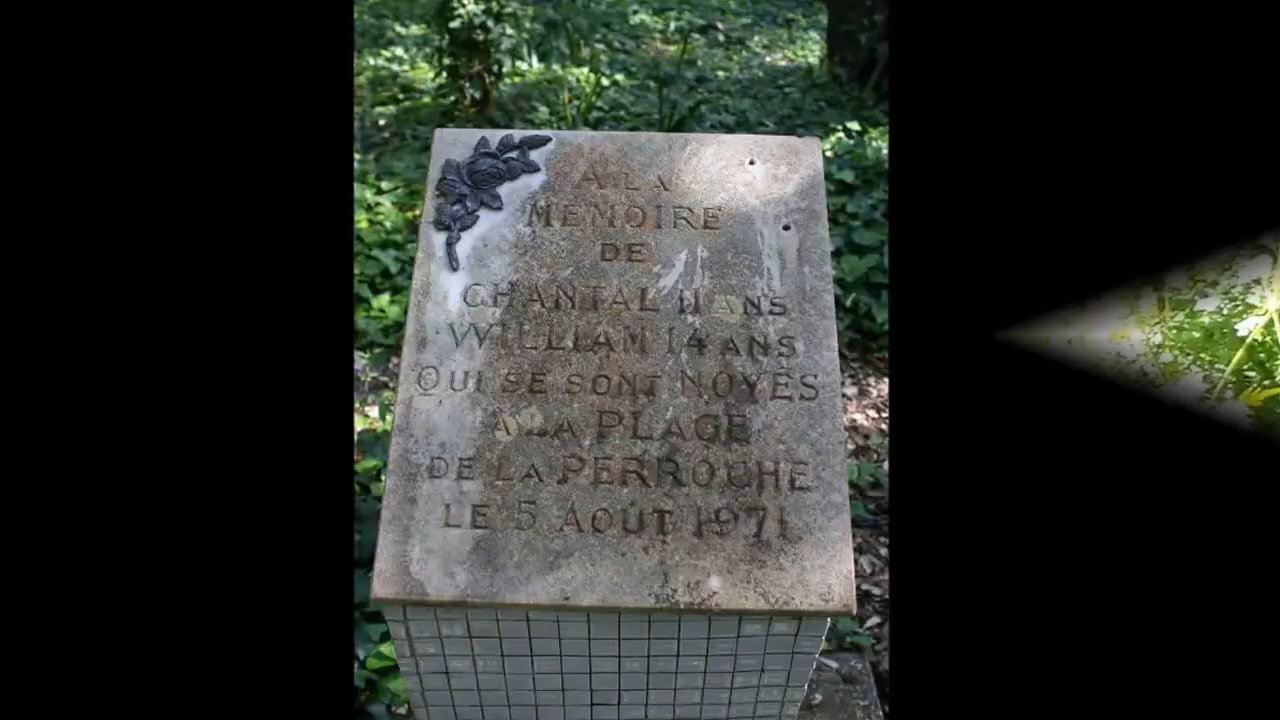 A LA
MEMOIRE
DE
CHANTAL 11 ANS
WILLIAM 14 ANS
QUI SE SONT NOYÉS
A LA PLAGE
DE LA PERROCHE
LE 5 AOUT 1971